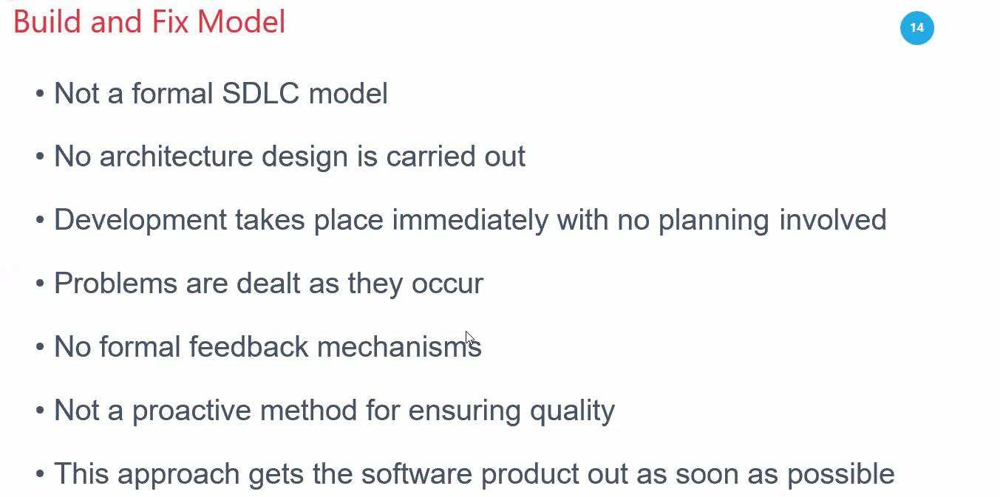 Build and Fix Model
14
• Not a formal SDLC model
• No architecture design is carried out
• Development takes place immediately with no planning involved
• Problems are dealt as they occur
• No formal feedback mechanisms
• Not a proactive method for ensuring quality
• This approach gets the software product out as soon as possible